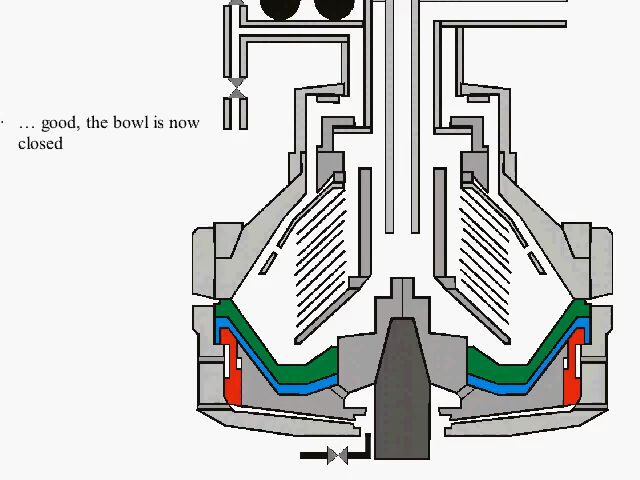 … good, the bowl is now
closed